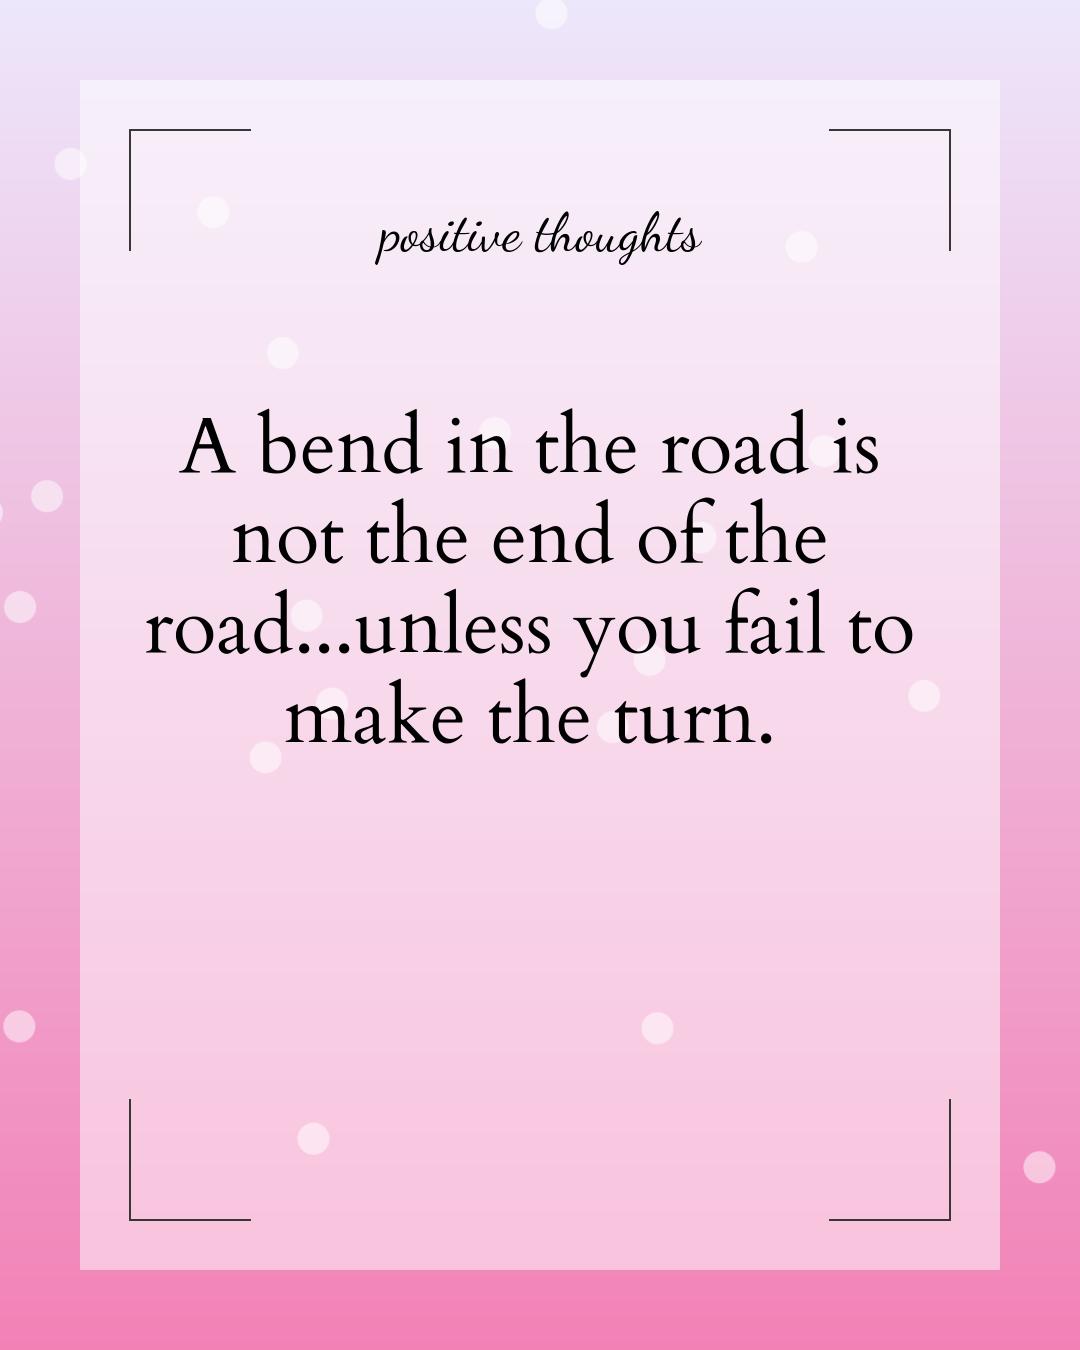 positive thoughts
A bend in the road is
not the end of the
road...unless you fail to
make the turn.